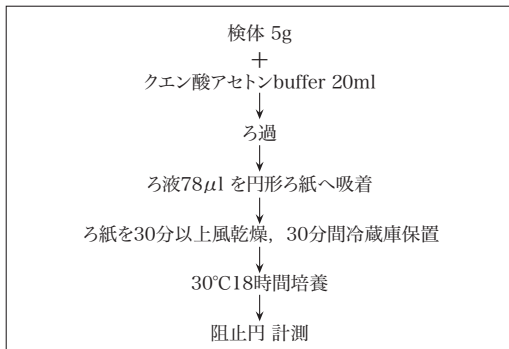 検体 5g
+
クエン酸アセトンbuffer 20ml
ろ過
ろ液78μl を円形ろ紙へ吸着
ろ紙を30分以上風乾燥，30分間冷蔵庫保置
30℃18時間培養
阻止円 計測